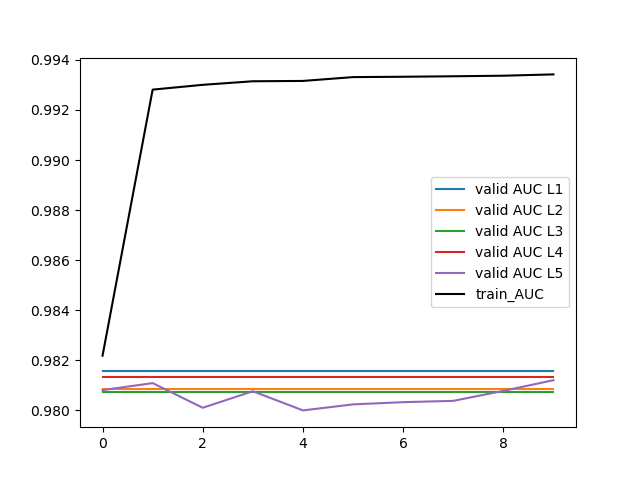 0.994
0.992
0.990
0.988
0.986
0.984
0.982
0.980
0 2 4 6 8
valid AUC L1
valid AUC L2
valid AUC L3
valid AUC L4
valid AUC L5
train_AUC